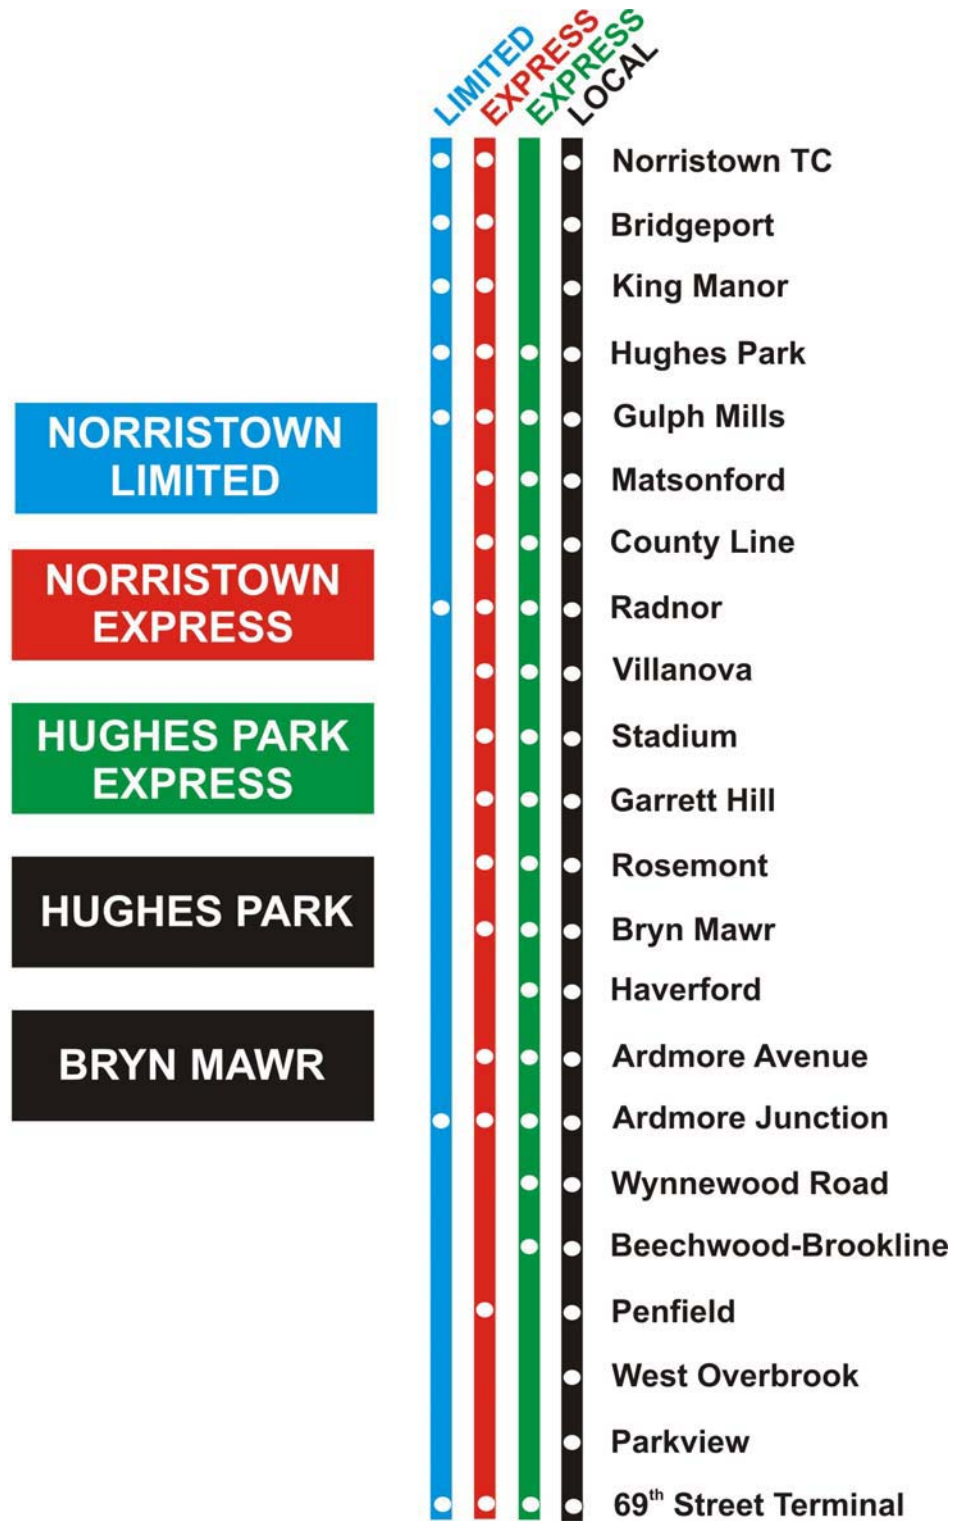 LIMITED
EXPRESS
EXPRESS
LOCAL
NORRISTOWN
LIMITED
NORRISTOWN
EXPRESS
HUGHES PARK
EXPRESS
HUGHES PARK
BRYN MAWR
Norristown TC
Bridgeport
King Manor
Hughes Park
Gulph Mills
Matsonford
County Line
Radnor
Villanova
Stadium
Garrett Hill
Rosemont
Bryn Mawr
Haverford
Ardmore Avenue
Ardmore Junction
Wynnewood Road
Beechwood-Brookline
Penfield
West Overbrook
Parkview
69th Street Terminal